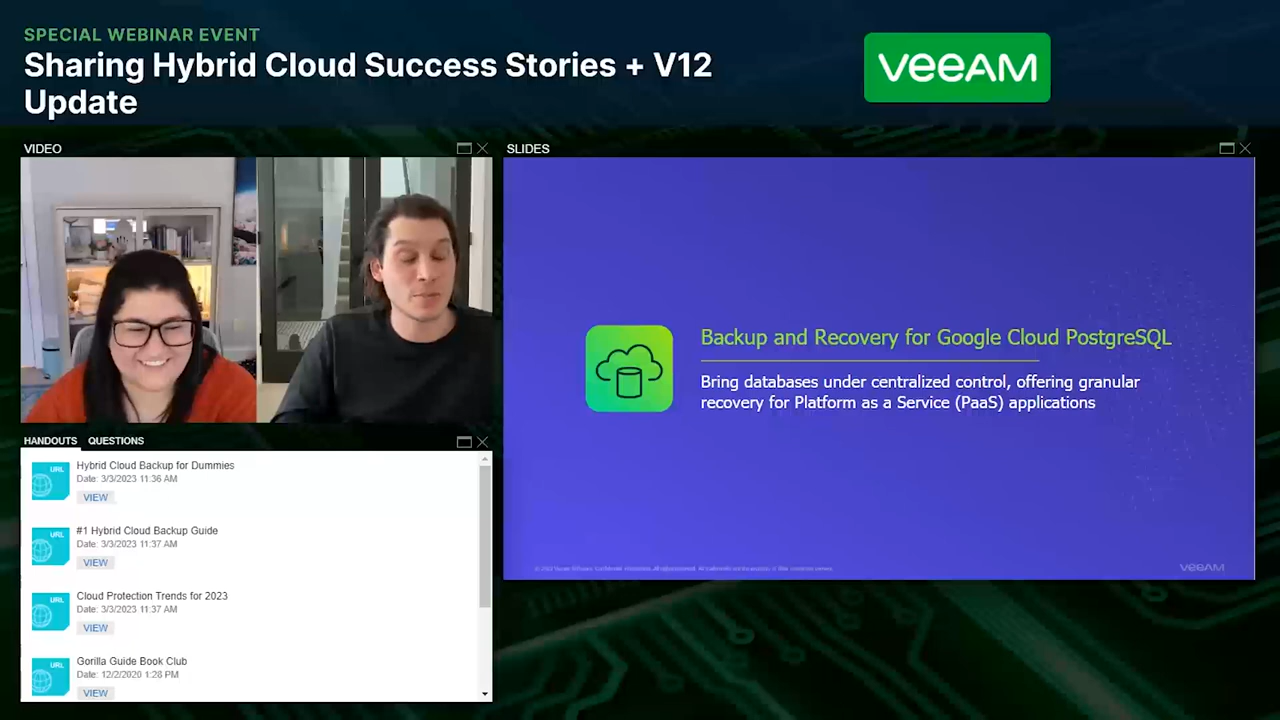 SPECIAL WEBINAR EVENT
Sharing Hybrid Cloud Success Stories + V12
Update
veeAM
VIDEO
SLIDES
Backup and Recovery for Google Cloud PostgreSQL
Bring databases under centralized control, offering granular
recovery for Platform as a Service (PaaS) applications
veeAM
HANDOUTS QUESTIONS
URL
Hybrid Cloud Backup for Dummies
Date: 3/3/2023 11:36 AM
VIEW
URL
#1 Hybrid Cloud Backup Guide
Date: 3/3/2023 11:37 AM
VIEW
URL
Cloud Protection Trends for 2023
Date: 3/3/2023 11:37 AM
VIEW
URL
Gorilla Guide Book Club
Date: 12/2/2020 1:28 PM
VIEW